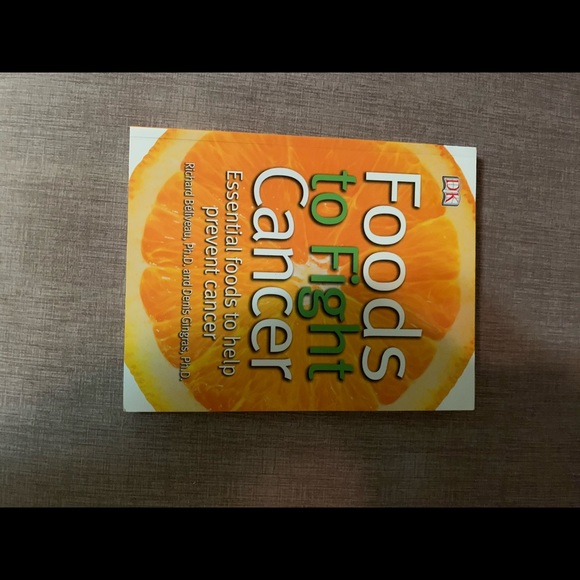 DK
Foods
to Fight
Cancer
Essential foods to help
prevent cancer
Richard Béliveau, Ph.D. and Denis Gingras, Ph.D.